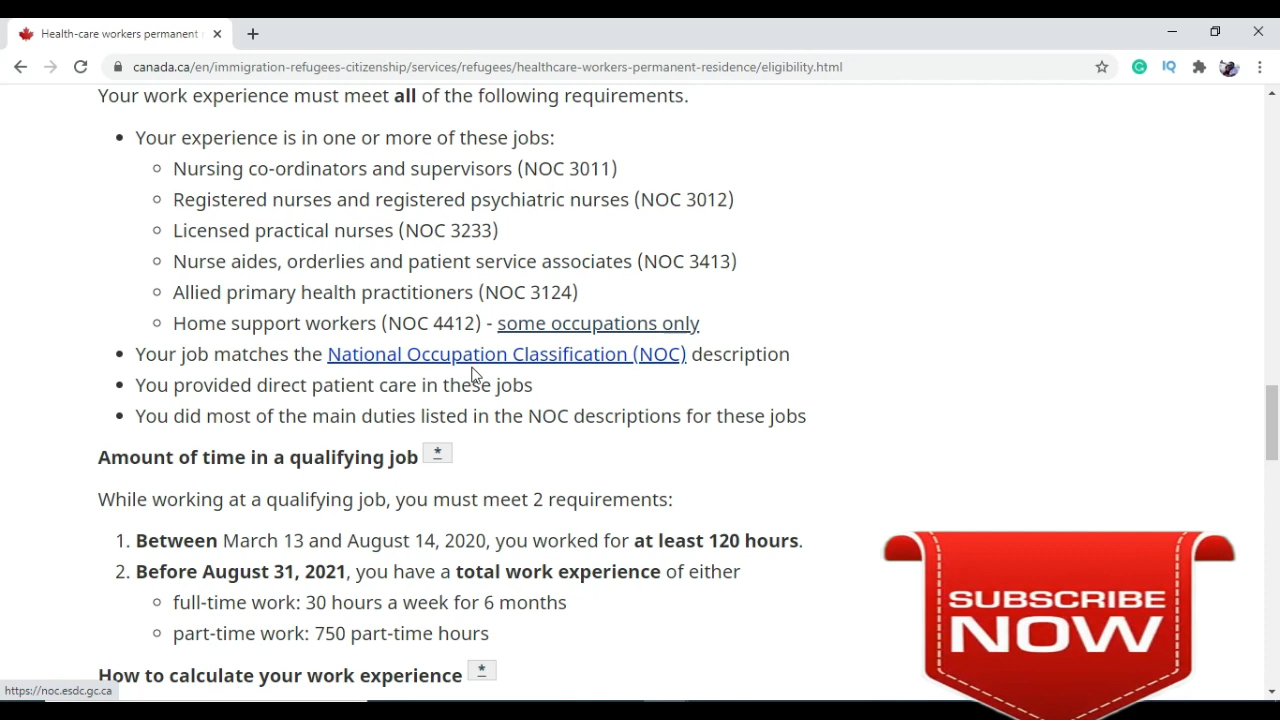 Health-care workers permanent r
canada.ca/en/immigration-refugees-citizenship/services/refugees/healthcare-workers-permanent-residence/eligibility.html
IQ
Your work experience must meet all of the following requirements.
• Your experience is in one or more of these jobs:
◦ Nursing co-ordinators and supervisors (NOC 3011)
◦ Registered nurses and registered psychiatric nurses (NOC 3012)
◦ Licensed practical nurses (NOC 3233)
◦ Nurse aides, orderlies and patient service associates (NOC 3413)
◦ Allied primary health practitioners (NOC 3124)
◦ Home support workers (NOC 4412) - some occupations only
• Your job matches the National Occupation Classification (NOC) description
• You provided direct patient care in these jobs
• You did most of the main duties listed in the NOC descriptions for these jobs
Amount of time in a qualifying job *
While working at a qualifying job, you must meet 2 requirements:
1. Between March 13 and August 14, 2020, you worked for at least 120 hours.
2. Before August 31, 2021, you have a total work experience of either
◦ full-time work: 30 hours a week for 6 months
◦ part-time work: 750 part-time hours
How to calculate your work experience *
https://noc.esdc.gc.ca
SUBSCRIBE
NOW